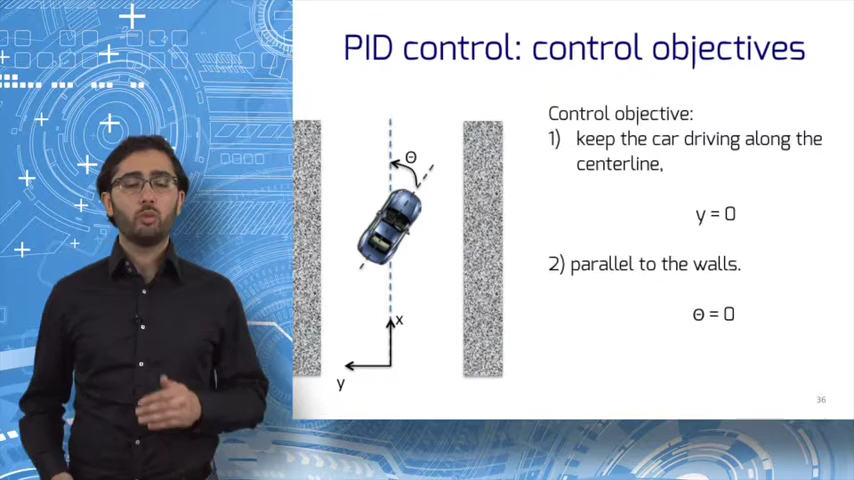 PID control: control objectives
Control objective:
1) keep the car driving along the
centerline,
y = 0
2) parallel to the walls.
Θ = 0
Θ
x
y
36